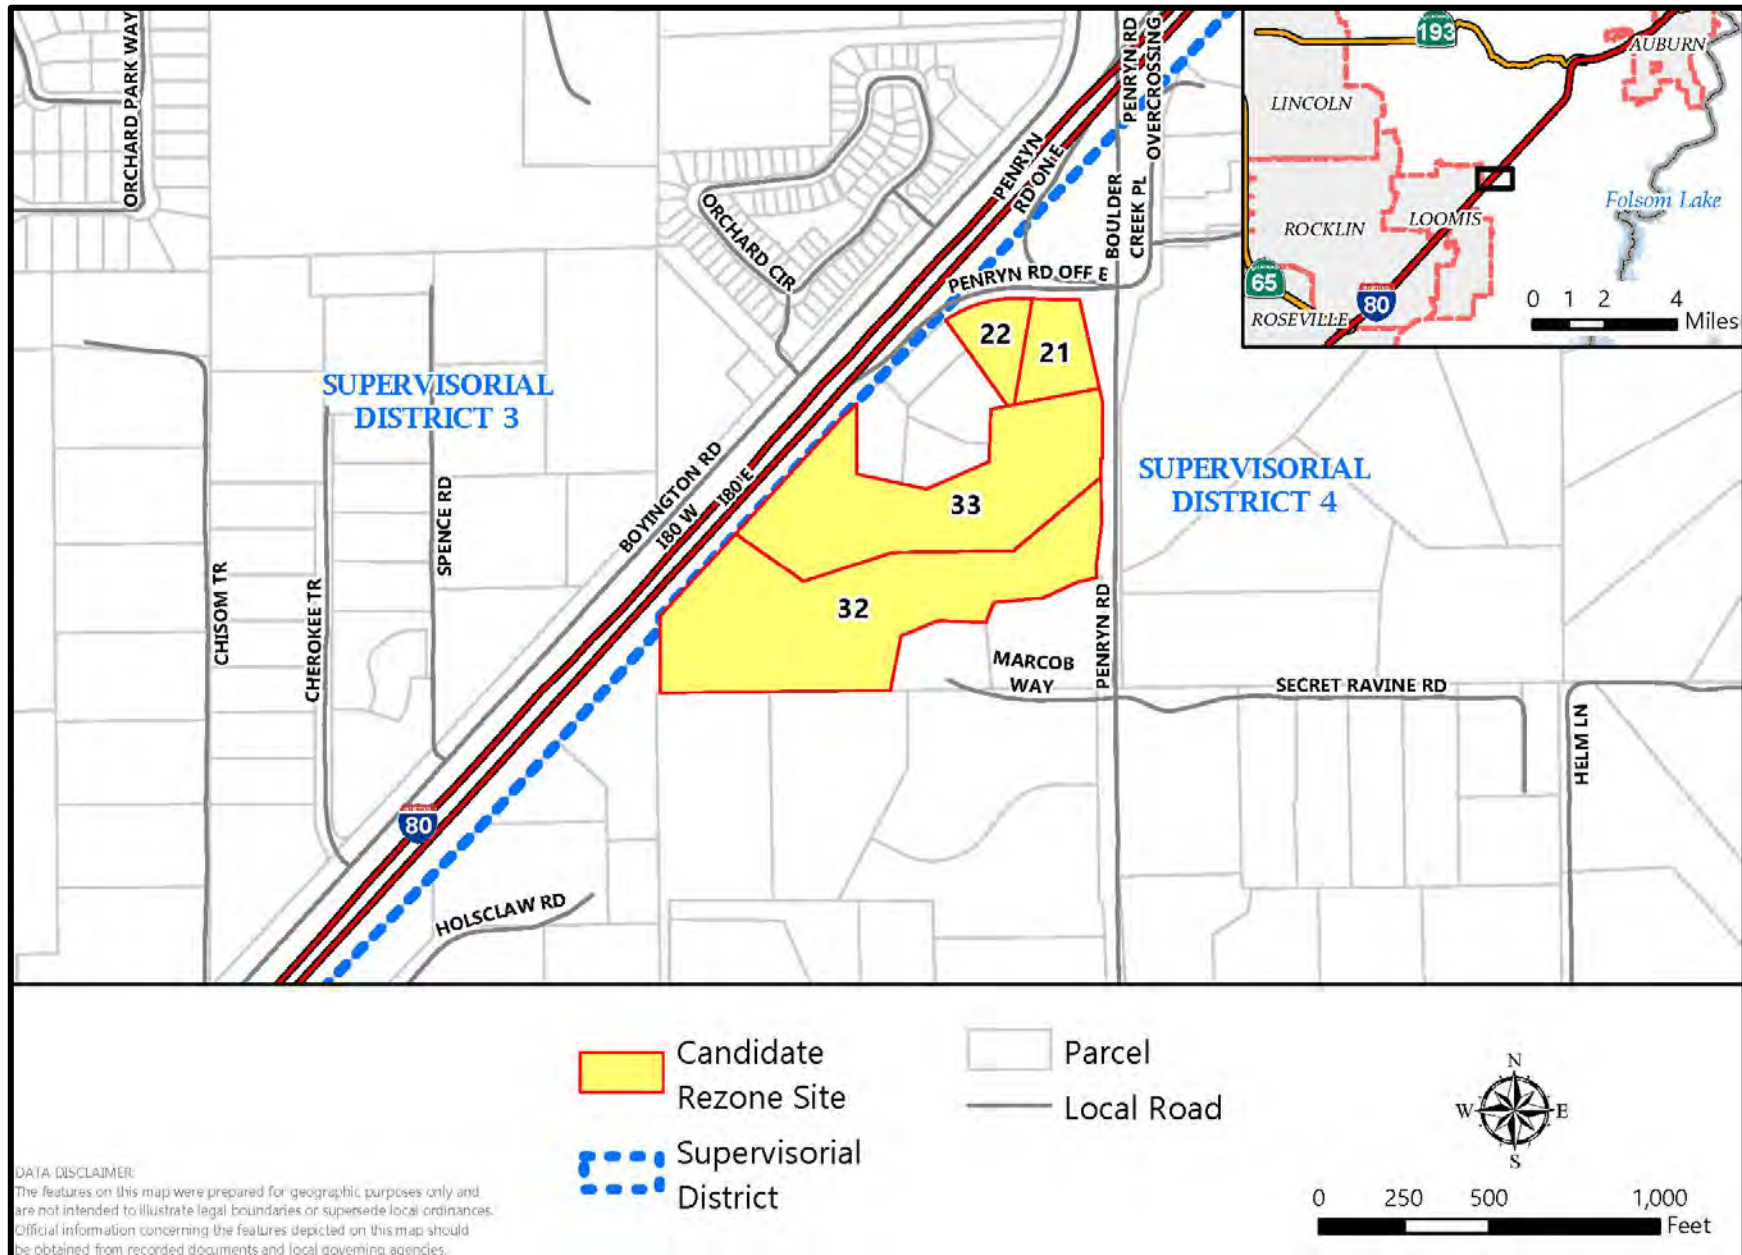 ORCHARD PARK WAY
PENRYN RD
OVERCROSSING
PENRYN
RD ON E
BOULDER
CREEK PL
ORCHARD CIR
PENRYN RD OFF E
22
21
SUPERVISORIAL
DISTRICT 3
SUPERVISORIAL
DISTRICT 4
BOYINGTON RD
I80 W
I80 E
33
SPENCE RD
CHISOM TR
CHEROKEE TR
32
MARCOB
WAY
PENRYN RD
SECRET RAVINE RD
HELM LN
80
HOLSCLAW RD
193
AUBURN
LINCOLN
ROCKLIN
LOOMIS
Folsom Lake
65
80
ROSEVILLE
0 1 2 4
Miles
Candidate
Rezone Site
Supervisorial
District
Parcel
Local Road
N
W E
S
0 250 500 1,000
Feet
DATA DISCLAIMER:
The features on this map were prepared for geographic purposes only and
are not intended to illustrate legal boundaries or supersede local ordinances.
Official information concerning the features depicted on this map should
be obtained from recorded documents and local governing agencies.